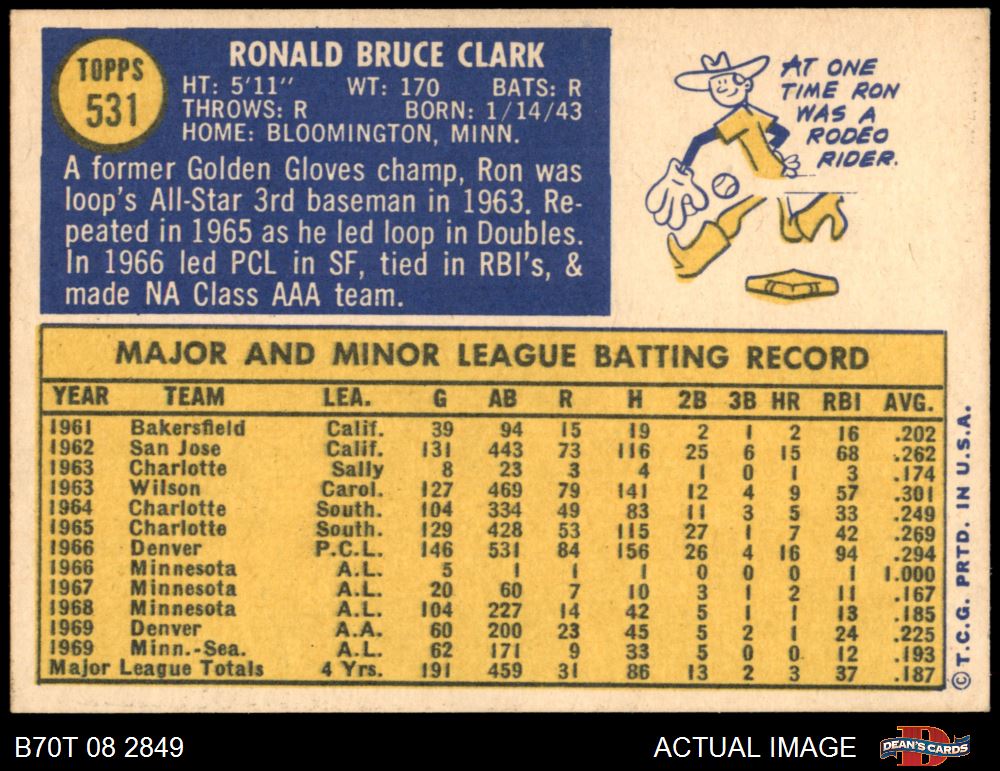 TOPPS
531
RONALD BRUCE CLARK
HT: 5'11" WT: 170 BATS: R
THROWS: R BORN: 1/14/43
HOME: BLOOMINGTON, MINN.
A former Golden Gloves champ, Ron was
loop's All-Star 3rd baseman in 1963. Re-
peated in 1965 as he led loop in Doubles.
In 1966 led PCL in SF, tied in RBI's, &
made NA Class AAA team.
AT ONE
TIME RON
WAS A
RODEO
RIDER.
MAJOR AND MINOR LEAGUE BATTING RECORD
YEAR TEAM LEA. G AB R H 2B 3B HR RBI AVG.
1961 Bakersfield Calif. 39 94 15 19 2 1 2 16 .202
1962 San Jose Calif. 131 443 73 116 25 6 15 68 .262
1963 Charlotte Sally 8 23 3 4 1 0 1 3 .174
1963 Wilson Carol. 127 469 79 141 12 4 9 57 .301
1964 Charlotte South. 104 334 49 83 11 3 5 33 .249
1965 Charlotte South. 129 428 53 115 27 1 7 42 .269
1966 Denver P.C.L. 146 531 84 156 26 4 16 94 .294
1966 Minnesota A.L. 5 1 1 1 0 0 0 1 1.000
1967 Minnesota A.L. 20 60 7 10 3 1 2 11 .167
1968 Minnesota A.L. 104 227 14 42 5 1 1 13 .185
1969 Denver A.A. 60 200 23 45 5 2 1 24 .225
1969 Minn.-Sea. A.L. 62 171 9 33 5 0 0 12 .193
Major League Totals 4 Yrs. 191 459 31 86 13 2 3 37 .187
© T.C.G. PRTD. IN U.S.A.
B70T 08 2849
ACTUAL IMAGE
DEAN'S CARDS